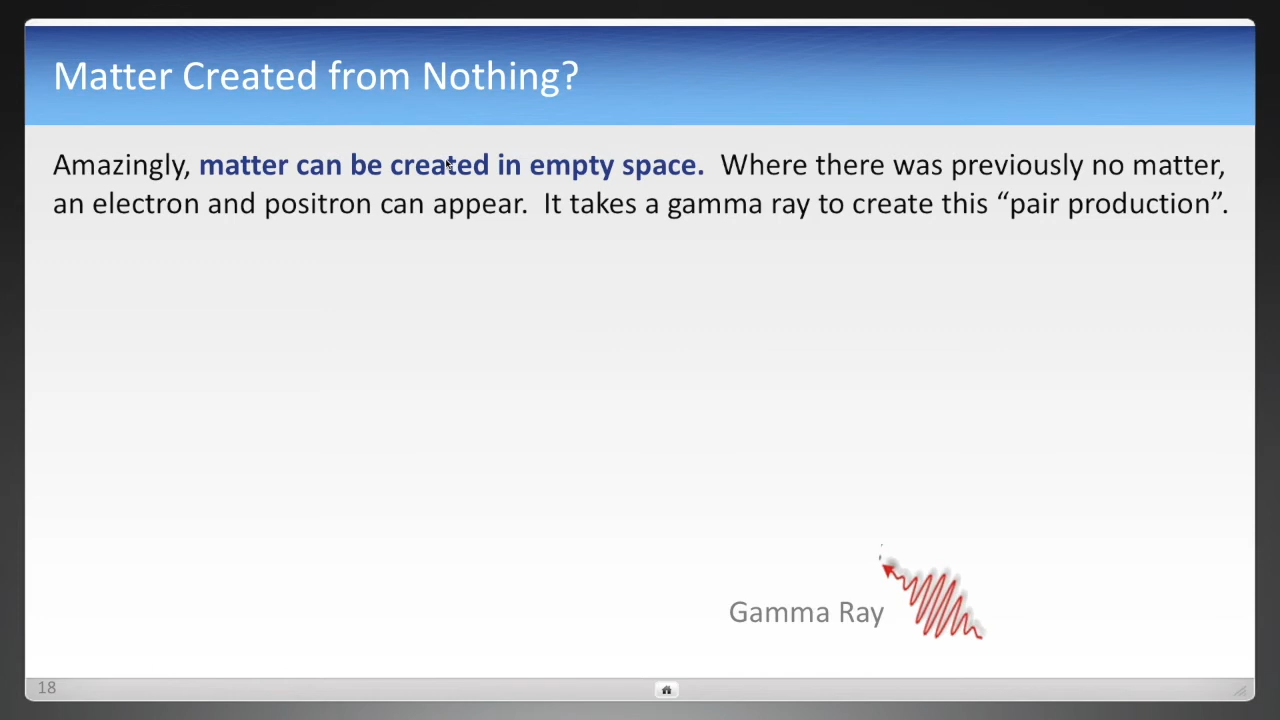 Matter Created from Nothing?
Amazingly, matter can be created in empty space. Where there was previously no matter,
an electron and positron can appear. It takes a gamma ray to create this “pair production”.
Gamma Ray
18